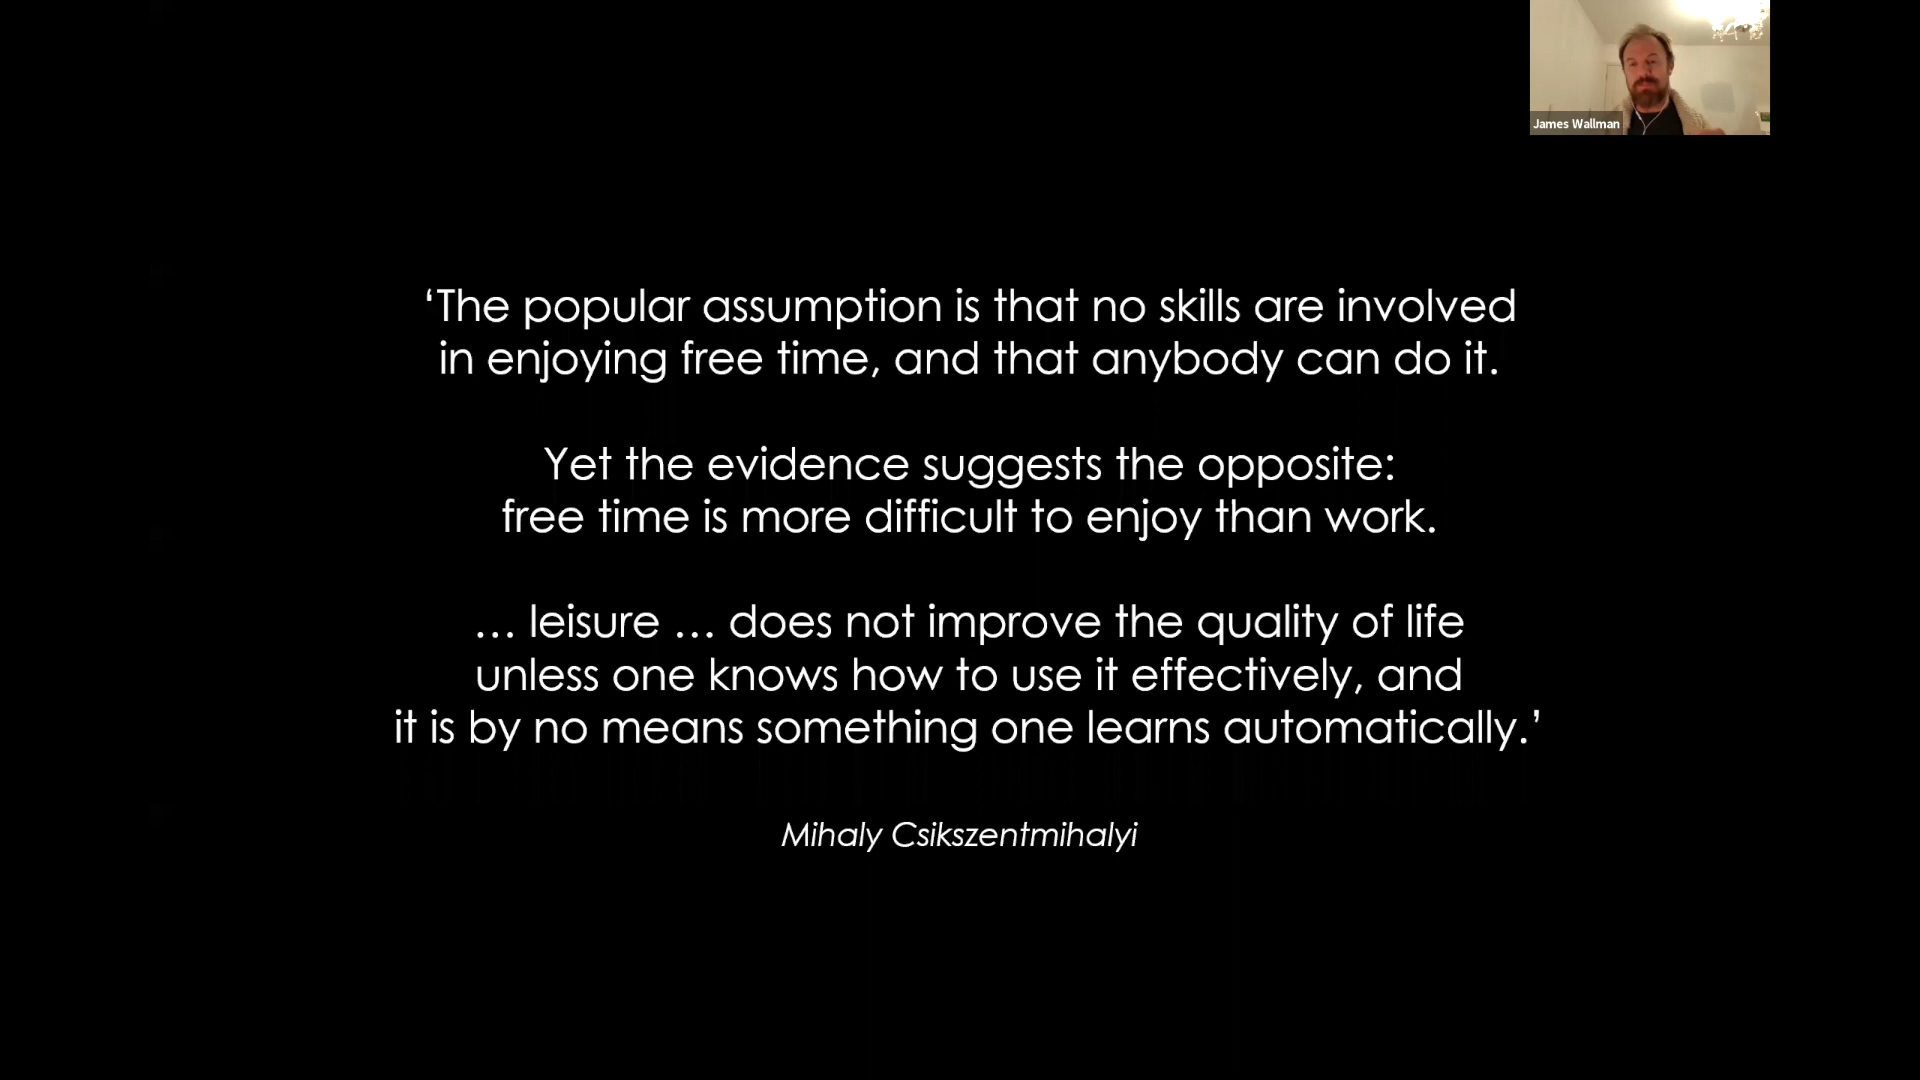 James Wallman
‘The popular assumption is that no skills are involved
in enjoying free time, and that anybody can do it.
Yet the evidence suggests the opposite:
free time is more difficult to enjoy than work.
… leisure … does not improve the quality of life
unless one knows how to use it effectively, and
it is by no means something one learns automatically.’
Mihaly Csikszentmihalyi